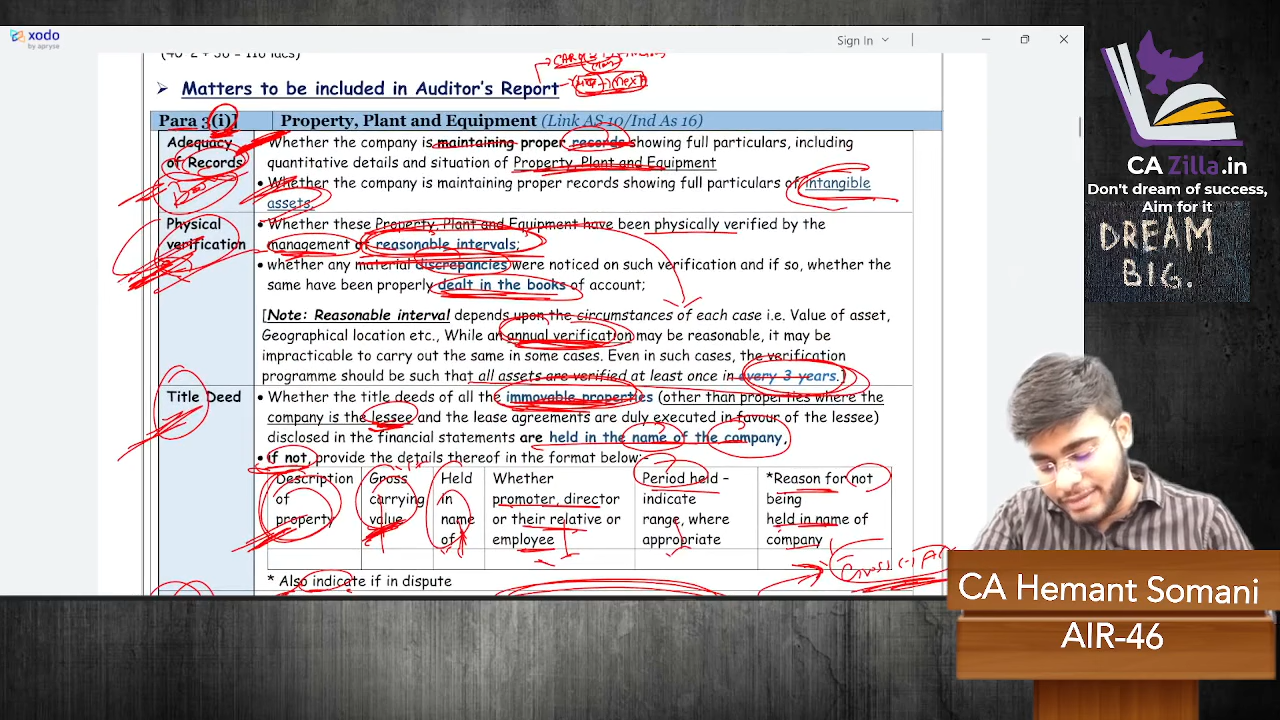 xodo
by apryse
Sign In
(40*2 + 36 = 116 lacs)
➢ Matters to be included in Auditor's Report
CARO
next
Para 3(i)] Property, Plant and Equipment (Link AS 10/Ind As 16)
Adequacy of Records
Whether the company is maintaining proper records showing full particulars, including
quantitative details and situation of Property, Plant and Equipment
• Whether the company is maintaining proper records showing full particulars of intangible
assets;
Physical verification
• Whether these Property, Plant and Equipment have been physically verified by the
management at reasonable intervals;
• whether any material discrepancies were noticed on such verification and if so, whether the
same have been properly dealt in the books of account;
[Note: Reasonable interval depends upon the circumstances of each case i.e. Value of asset,
Geographical location etc., While an annual verification may be reasonable, it may be
impracticable to carry out the same in some cases. Even in such cases, the verification
programme should be such that all assets are verified at least once in every 3 years.]
Title Deed
• Whether the title deeds of all the immovable properties (other than properties where the
company is the lessee and the lease agreements are duly executed in favour of the lessee)
disclosed in the financial statements are held in the name of the company,
• if not, provide the details thereof in the format below:
Description of property
Gross carrying value
Held in name of
Whether promoter, director or their relative or employee
Period held – indicate range, where appropriate
*Reason for not being held in name of company
* Also indicate if in dispute
CA Zilla.in
Don't dream of success,
Aim for it
DREAM
BIG.
CA Hemant Somani
AIR-46